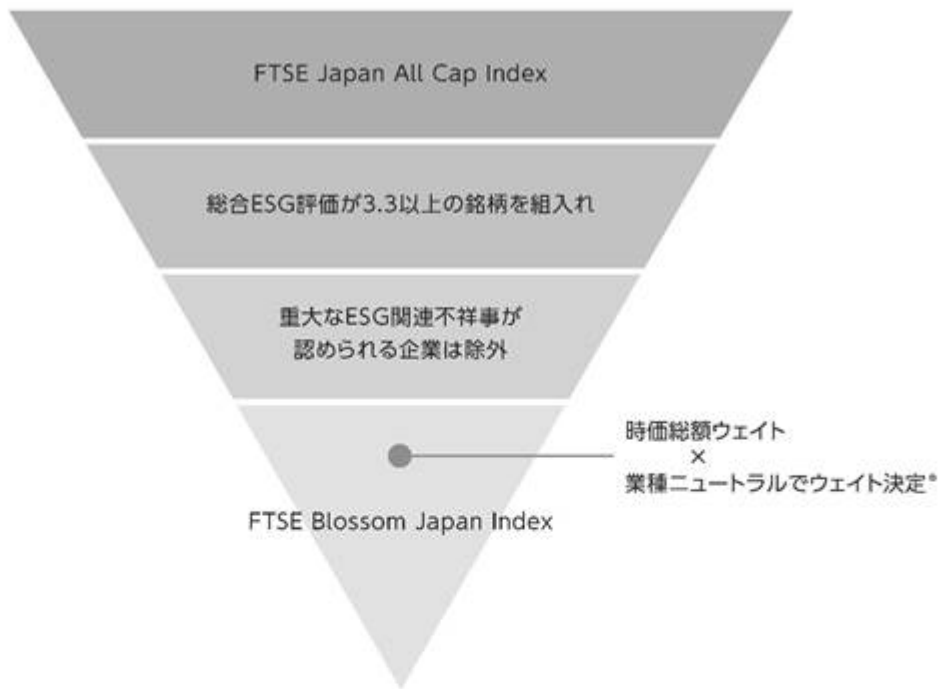 FTSE Japan All Cap Index
総合ESG評価が3.3以上の銘柄を組入れ
重大なESG関連不祥事が
認められる企業は除外
時価総額ウェイト
×
業種ニュートラルでウェイト決定*
FTSE Blossom Japan Index